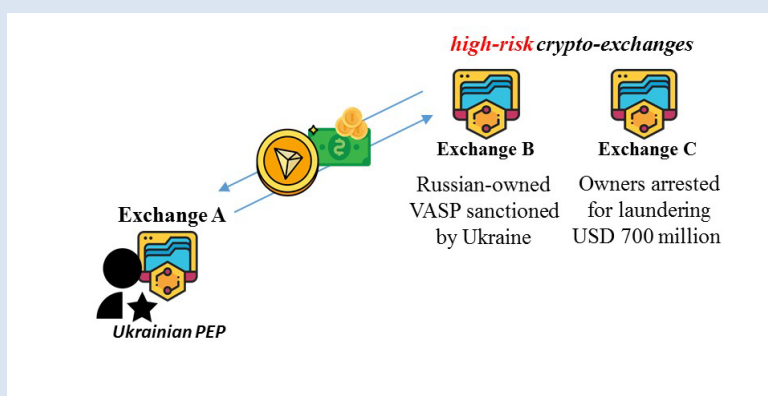 high-risk crypto-exchanges
Exchange B
Exchange C
Russian-owned
VASP sanctioned
by Ukraine
Owners arrested
for laundering
USD 700 million
Exchange A
Ukrainian PEP